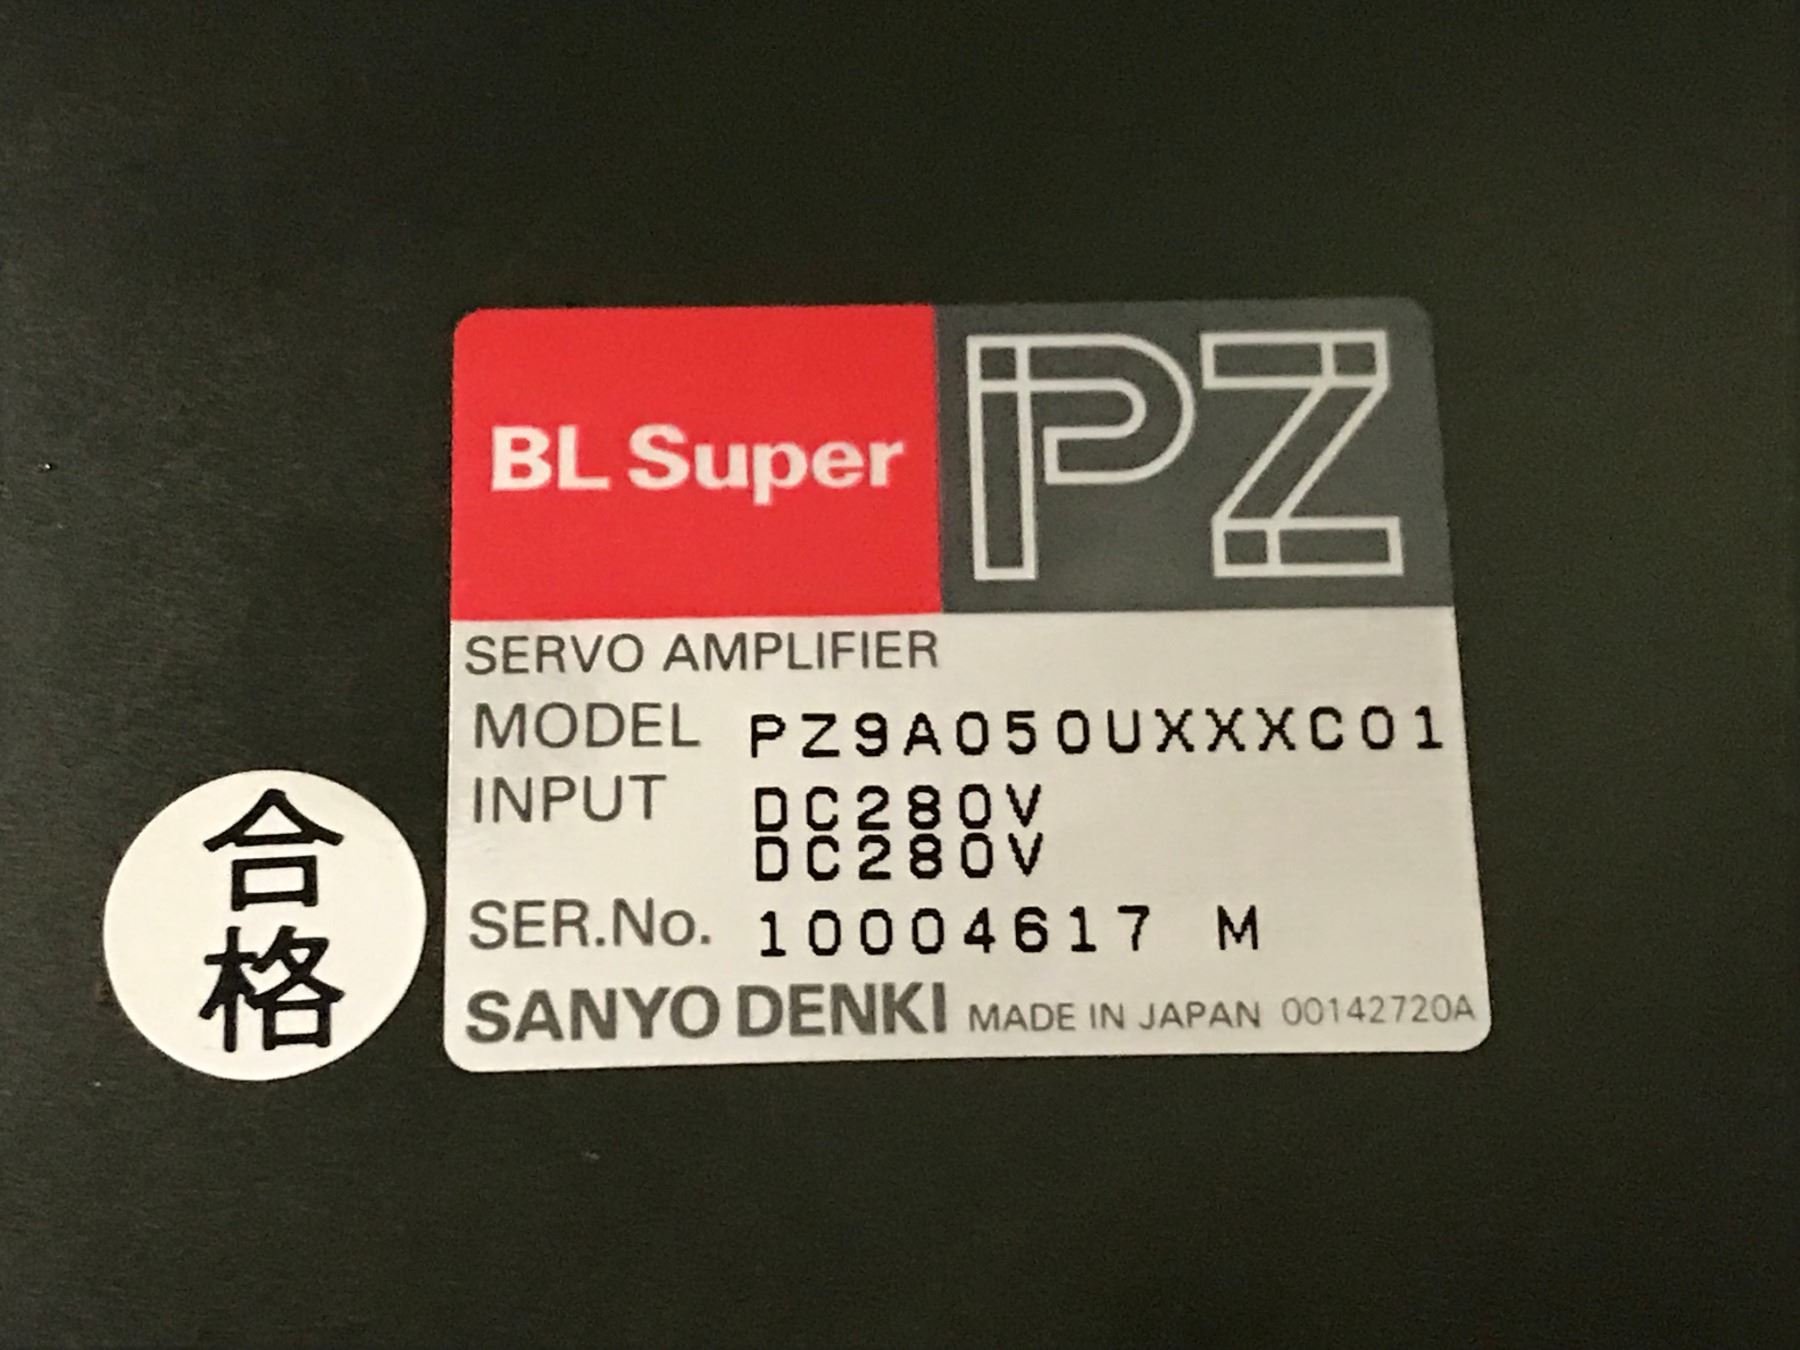 BL Super PZ
SERVO AMPLIFIER
MODEL PZ9A050UXXXC01
INPUT DC280V
DC280V
SER.No. 10004617 M
SANYO DENKI MADE IN JAPAN 00142720A
合
格